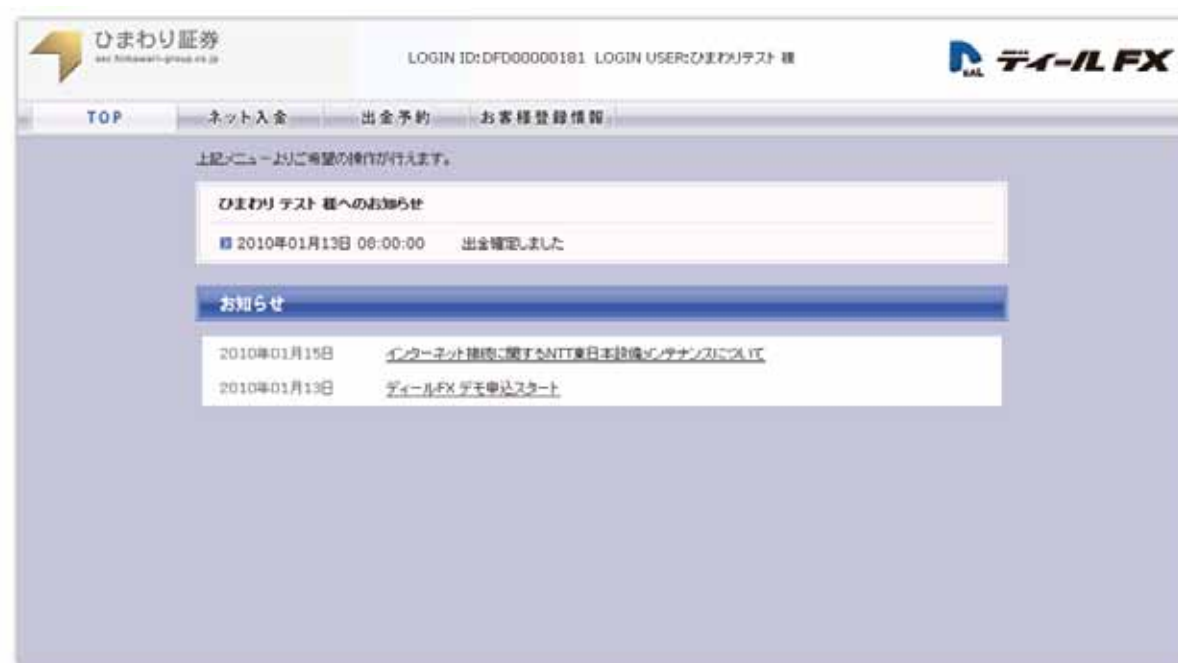 ひまわり証券
sec.himawari-group.co.jp
LOGIN ID:DFD00000181 LOGIN USER:ひまわりテスト 様
ディールFX
TOP ネット入金 出金予約 お客様登録情報
上記メニューよりご希望の操作が行えます。
ひまわり テスト 様へのお知らせ
2010年01月13日 06:00:00 出金確定しました
お知らせ
2010年01月15日 インターネット接続に関するNTT東日本設備メンテナンスについて
2010年01月13日 ディールFX デモ申込スタート